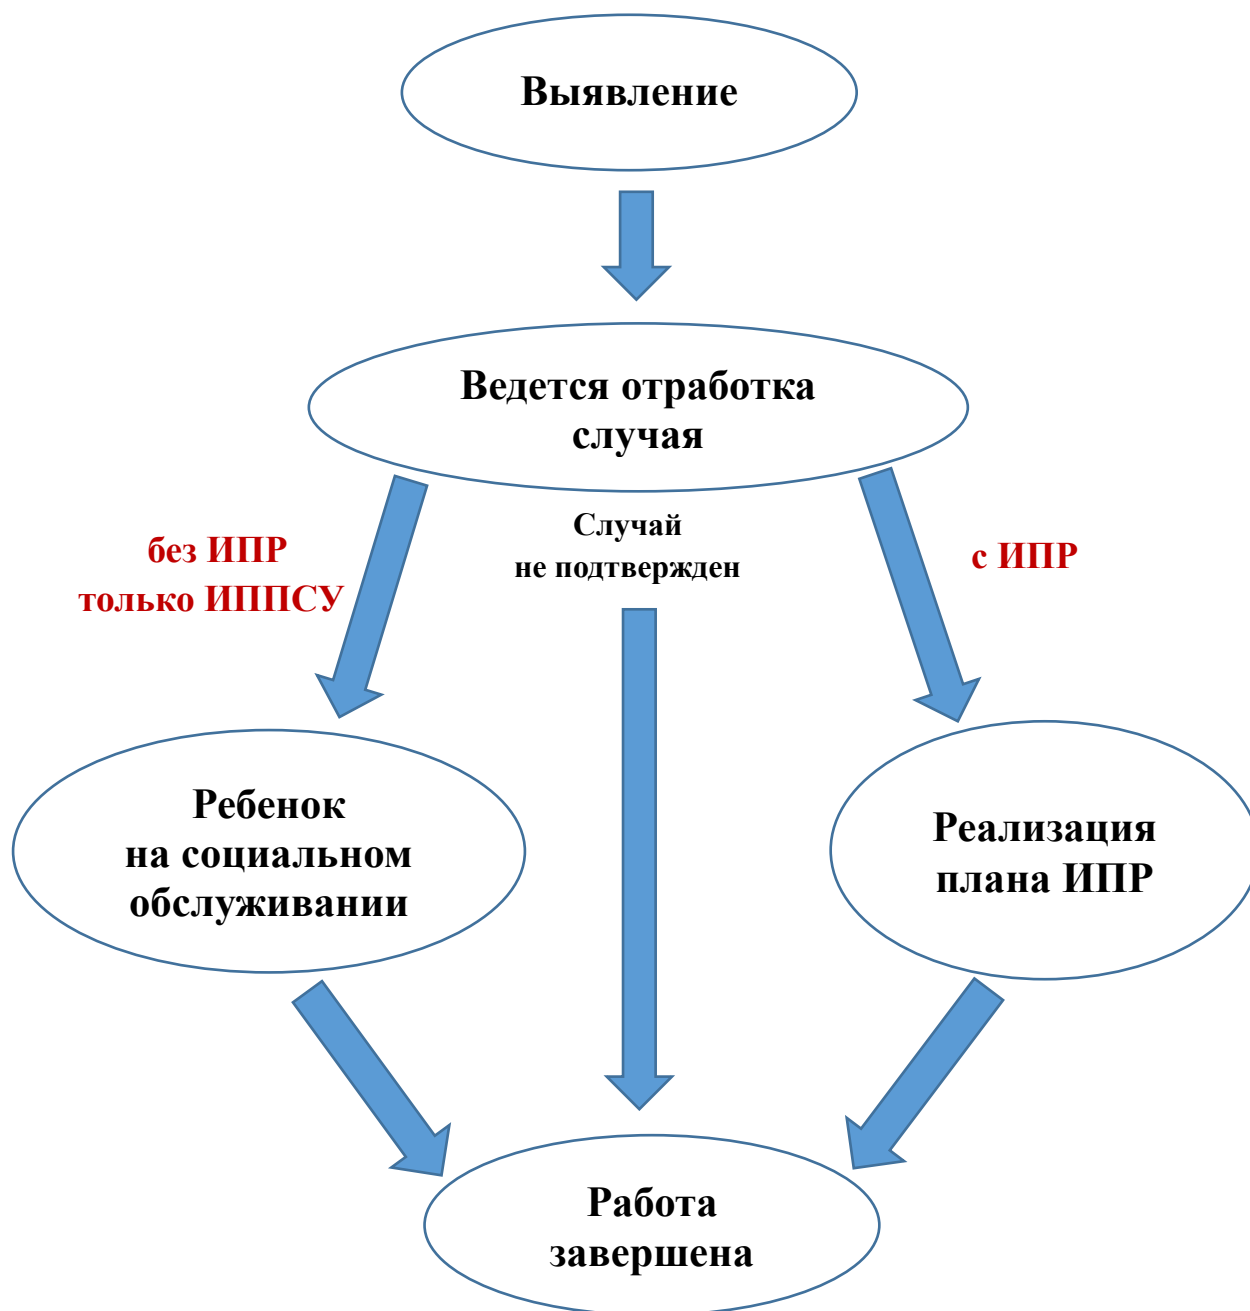 Выявление
Ведется отработка
случая
без ИПР
только ИППСУ
Случай
не подтвержден
с ИПР
Ребенок
на социальном
обслуживании
Реализация
плана ИПР
Работа
завершена